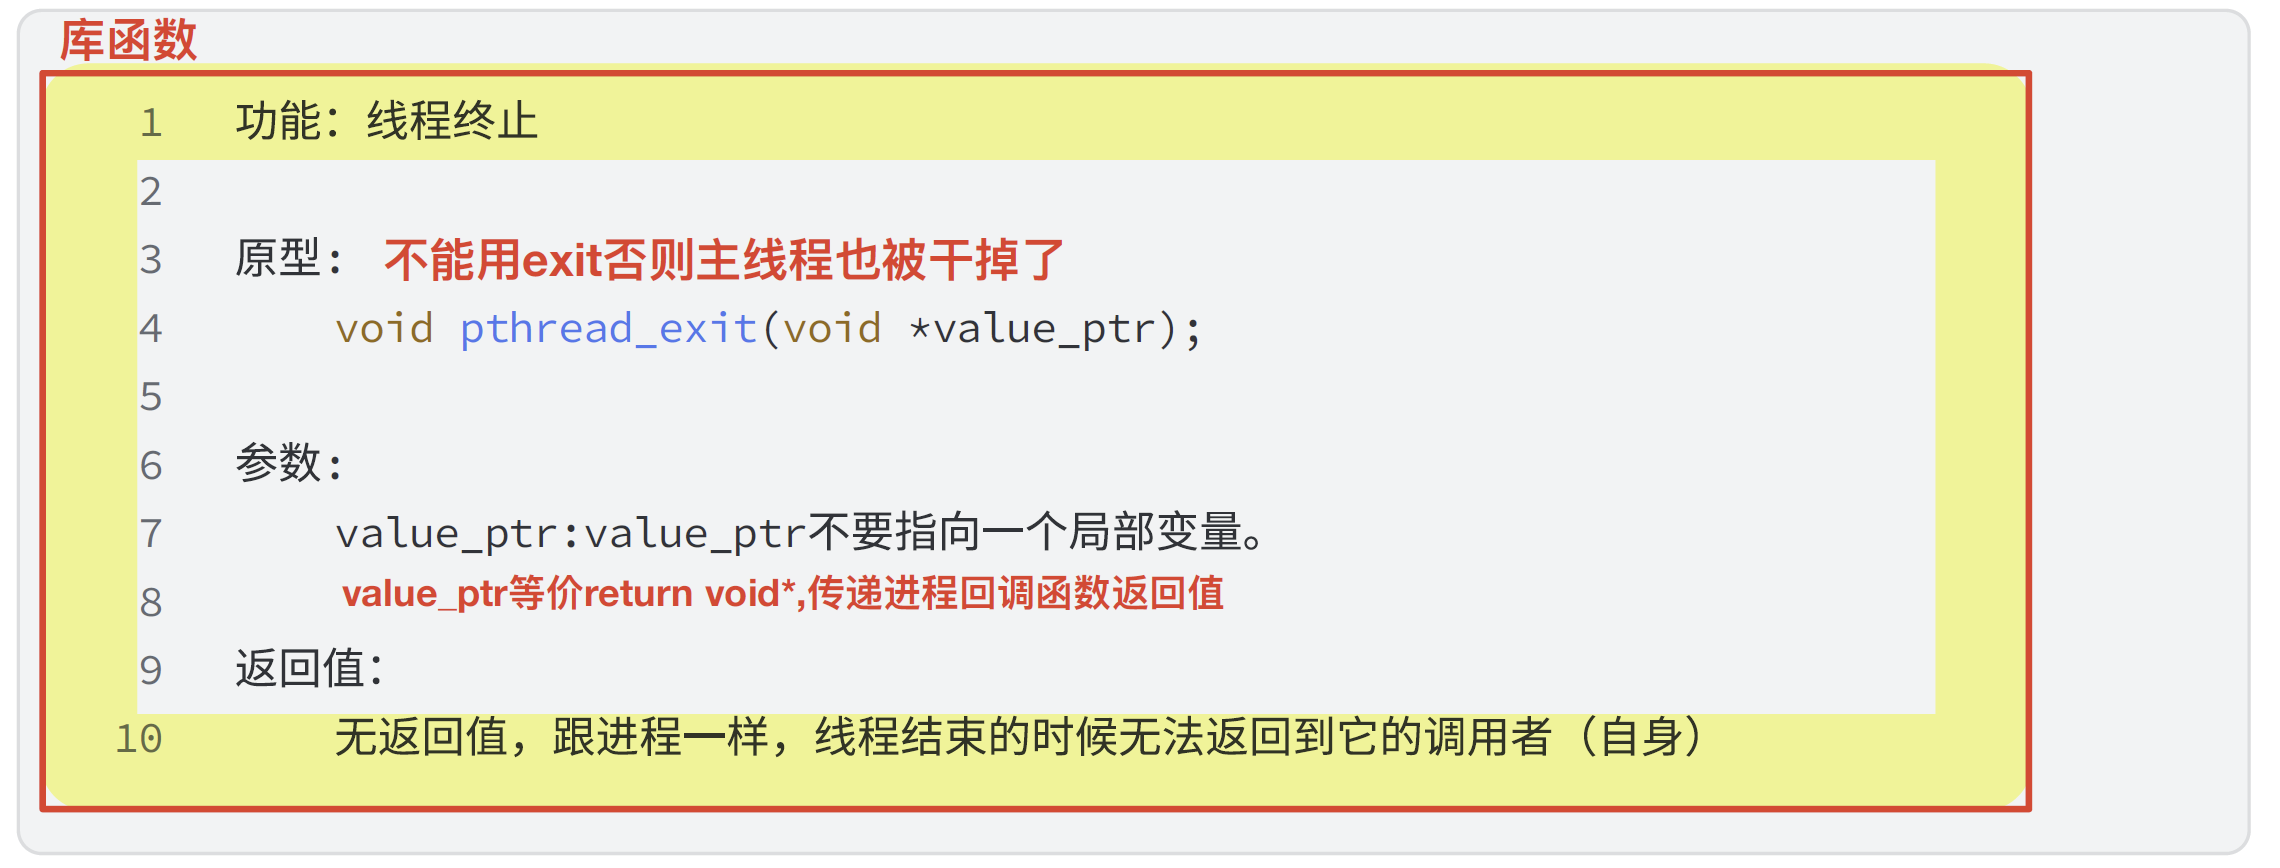 库函数
1 功能：线程终止
2
3 原型: 不能用exit否则主线程也被干掉了
4 void pthread_exit(void *value_ptr);
5
6 参数:
7 value_ptr:value_ptr不要指向一个局部变量。
8 value_ptr等价return void*,传递进程回调函数返回值
9 返回值：
10 无返回值，跟进程一样，线程结束的时候无法返回到它的调用者（自身）